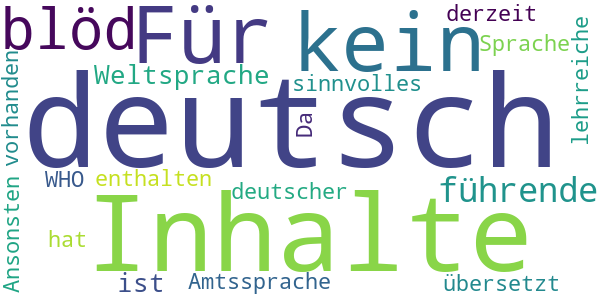 blöd
Für
kein
derzeit
Sprache
Weltsprache
sinnvolles
lehrreiche
deutsch
Da
vorhanden
Ansonsten
WHO
enthalten
deutscher
führende
Inhalte
hat
ist
Amtssprache
übersetzt